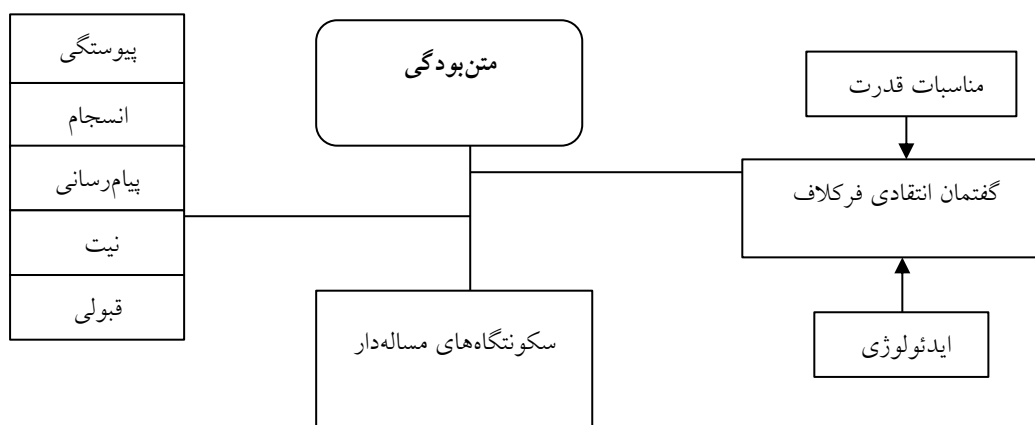 متن‌بودگی
مناسبات قدرت
گفتمان انتقادی فرکلاف
ایدئولوژی
پیوستگی
انسجام
پیام‌رسانی
نیت
قبولی
سکونتگاه‌های مساله‌دار